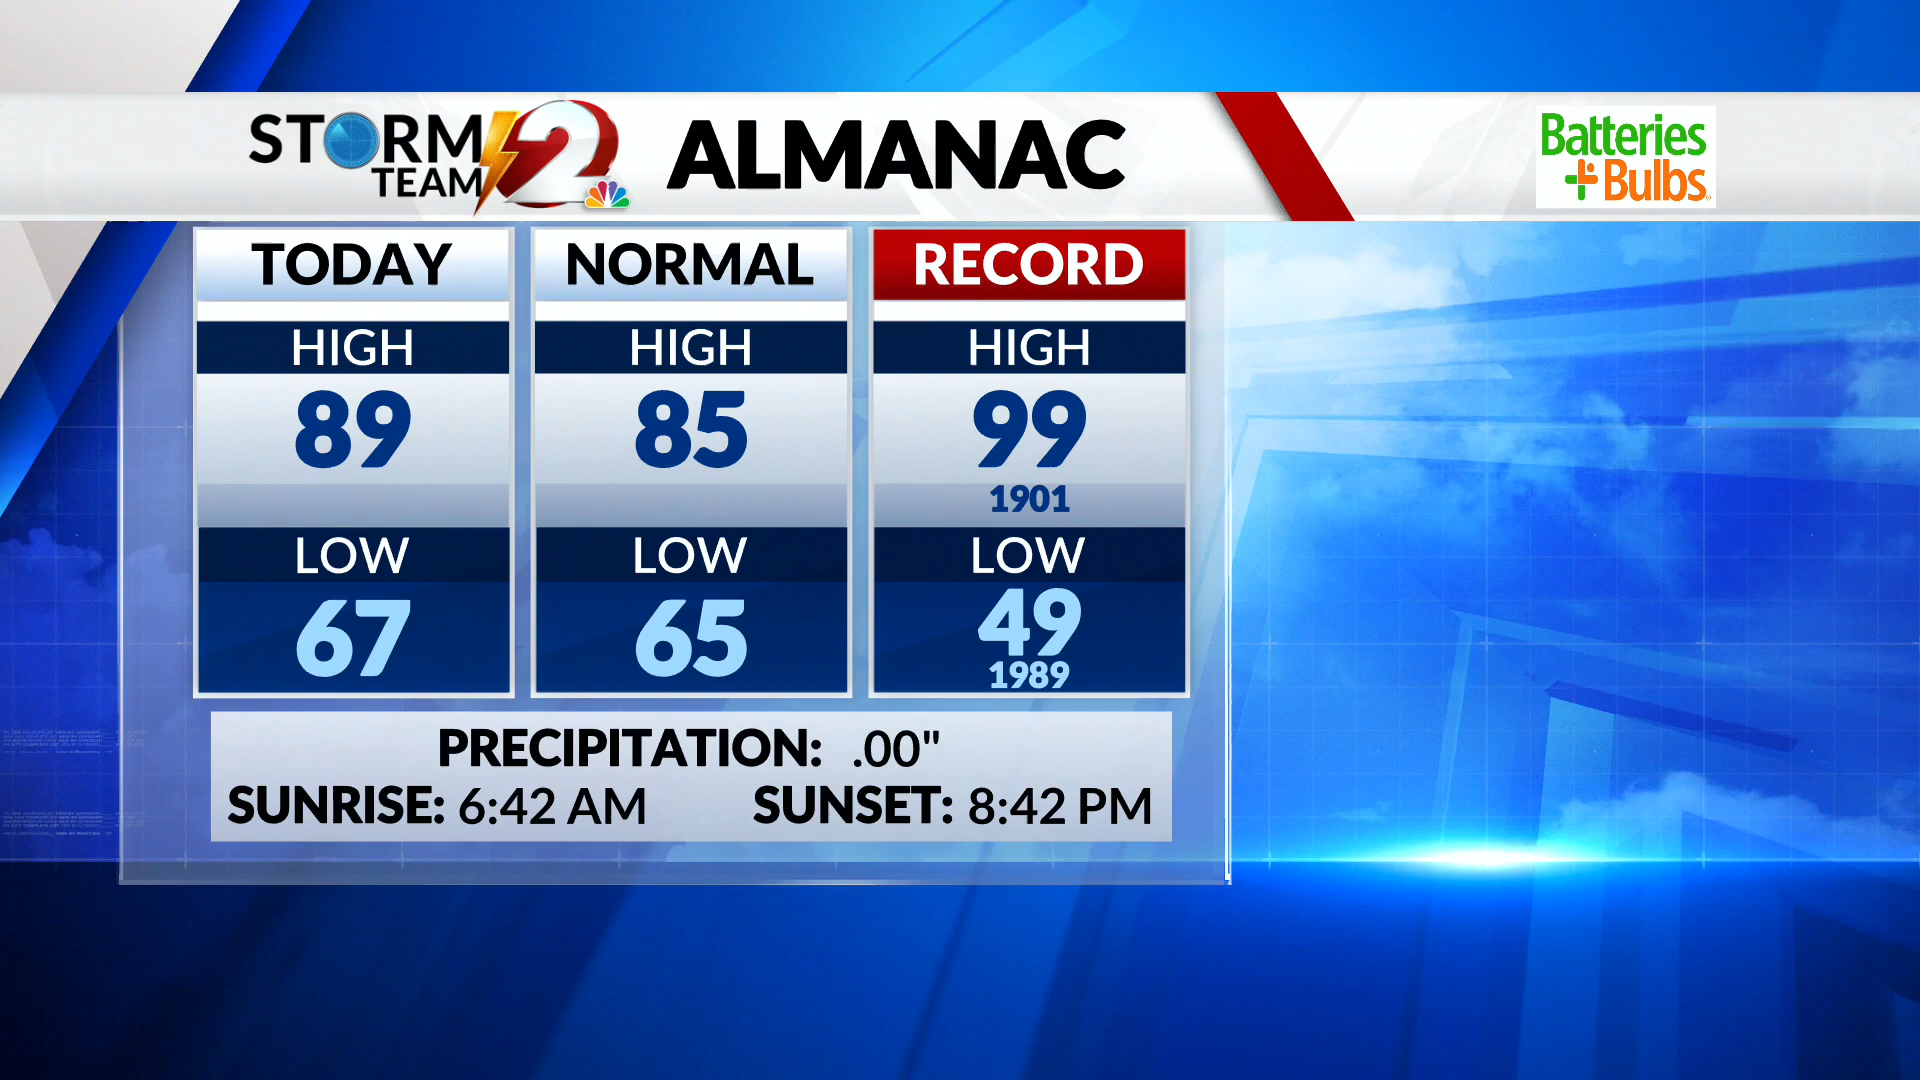 STORM TEAM 2 ALMANAC
Batteries
+Bulbs
TODAY NORMAL RECORD
HIGH HIGH HIGH
89 85 99
1901
LOW LOW LOW
67 65 49
1989
PRECIPITATION: .00"
SUNRISE: 6:42 AM SUNSET: 8:42 PM